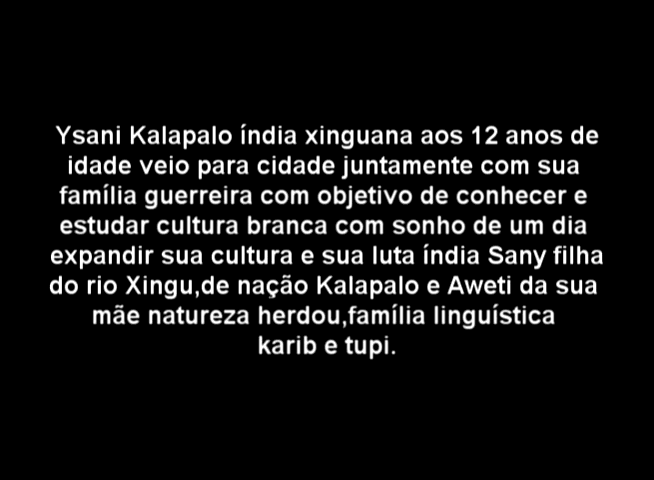 Ysani Kalapalo índia xinguana aos 12 anos de
idade veio para cidade juntamente com sua
família guerreira com objetivo de conhecer e
estudar cultura branca com sonho de um dia
expandir sua cultura e sua luta índia Sany filha
do rio Xingu,de nação Kalapalo e Aweti da sua
mãe natureza herdou,família linguística
karib e tupi.